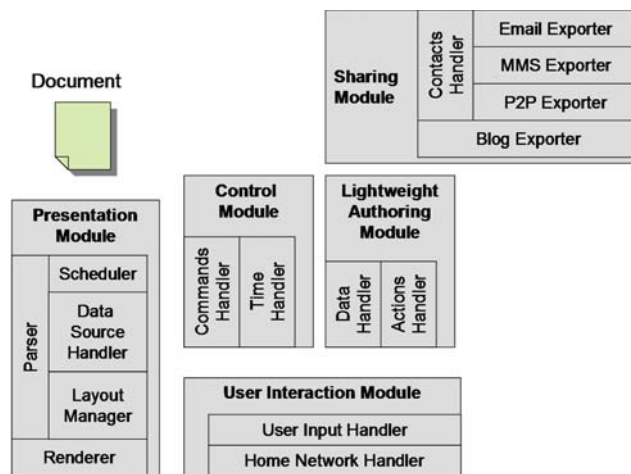 Document
Sharing
Module
Contacts
Handler
Email Exporter
MMS Exporter
P2P Exporter
Blog Exporter
Presentation
Module
Parser
Scheduler
Data
Source
Handler
Layout
Manager
Renderer
Control
Module
Commands
Handler
Time
Handler
Lightweight
Authoring
Module
Data
Handler
Actions
Handler
User Interaction Module
User Input Handler
Home Network Handler